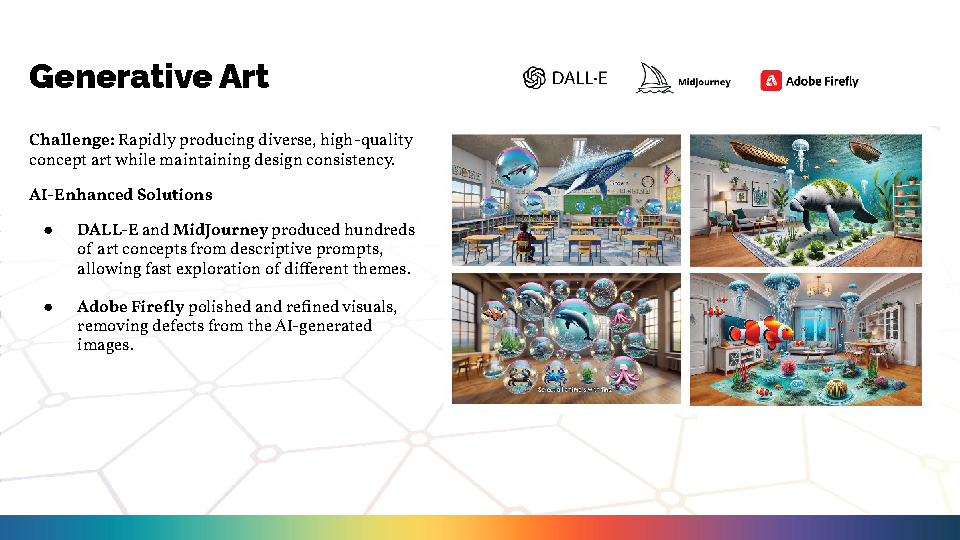 Generative Art
DALL·E
Midjourney
Adobe Firefly
Challenge: Rapidly producing diverse, high-quality
concept art while maintaining design consistency.
AI-Enhanced Solutions
● DALL-E and MidJourney produced hundreds
of art concepts from descriptive prompts,
allowing fast exploration of different themes.
● Adobe Firefly polished and refined visuals,
removing defects from the AI-generated
images.